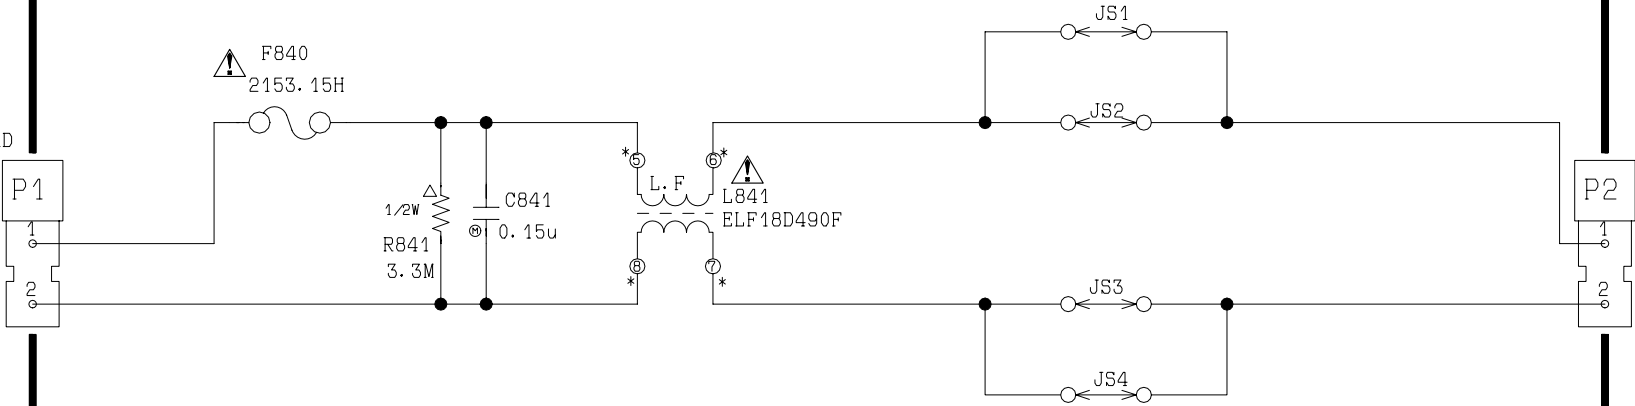 JS1
F840
2153.15H
JS2
D
P1
* 5
6 *
L.F
L841
ELF18D490F
P2
1/2W
C841
M 0.15u
R841
3.3M
1
1
8
*
7
*
2
JS3
2
JS4